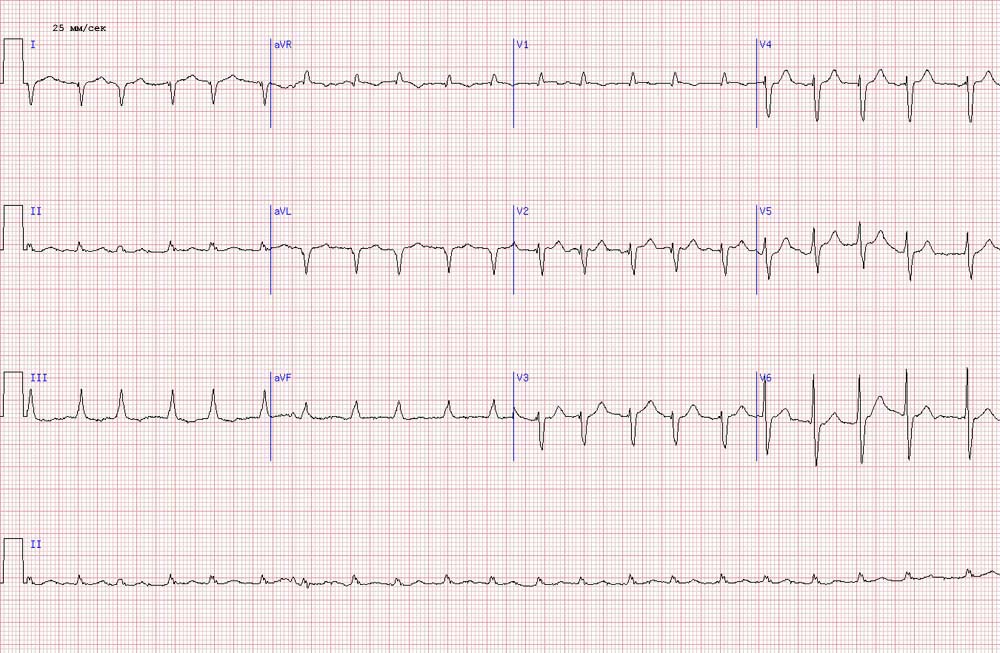 25 мм/сек
I aVR V1 V4
II aVL V2 V5
III aVF V3 V6
II